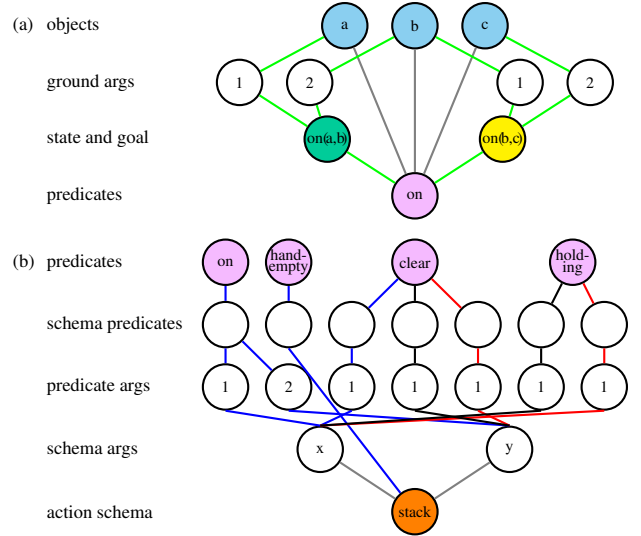 (a) objects a b c
ground args 1 2 1 2
state and goal on(a,b) on(b,c)
predicates on
(b) predicates on hand-empty clear hold-ing
schema predicates
predicate args 1 2 1 1 1 1 1
schema args x y
action schema stack